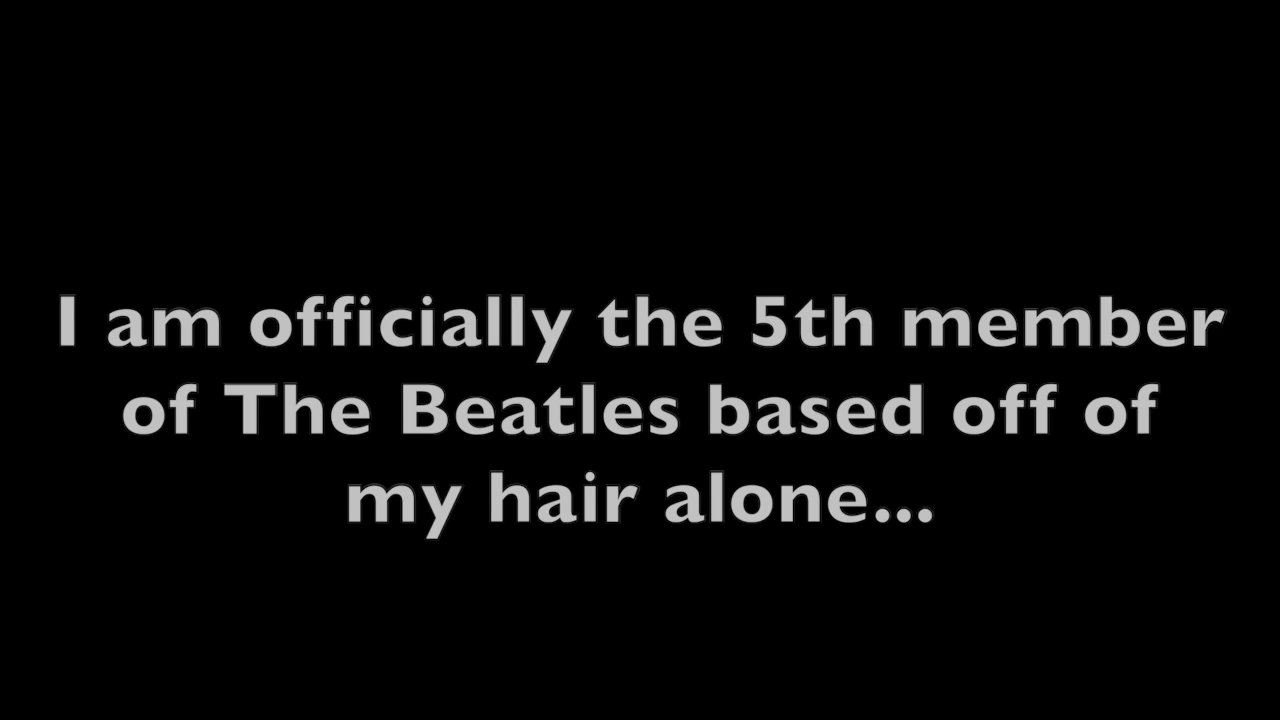 I am officially the 5th member
of The Beatles based off of
my hair alone...